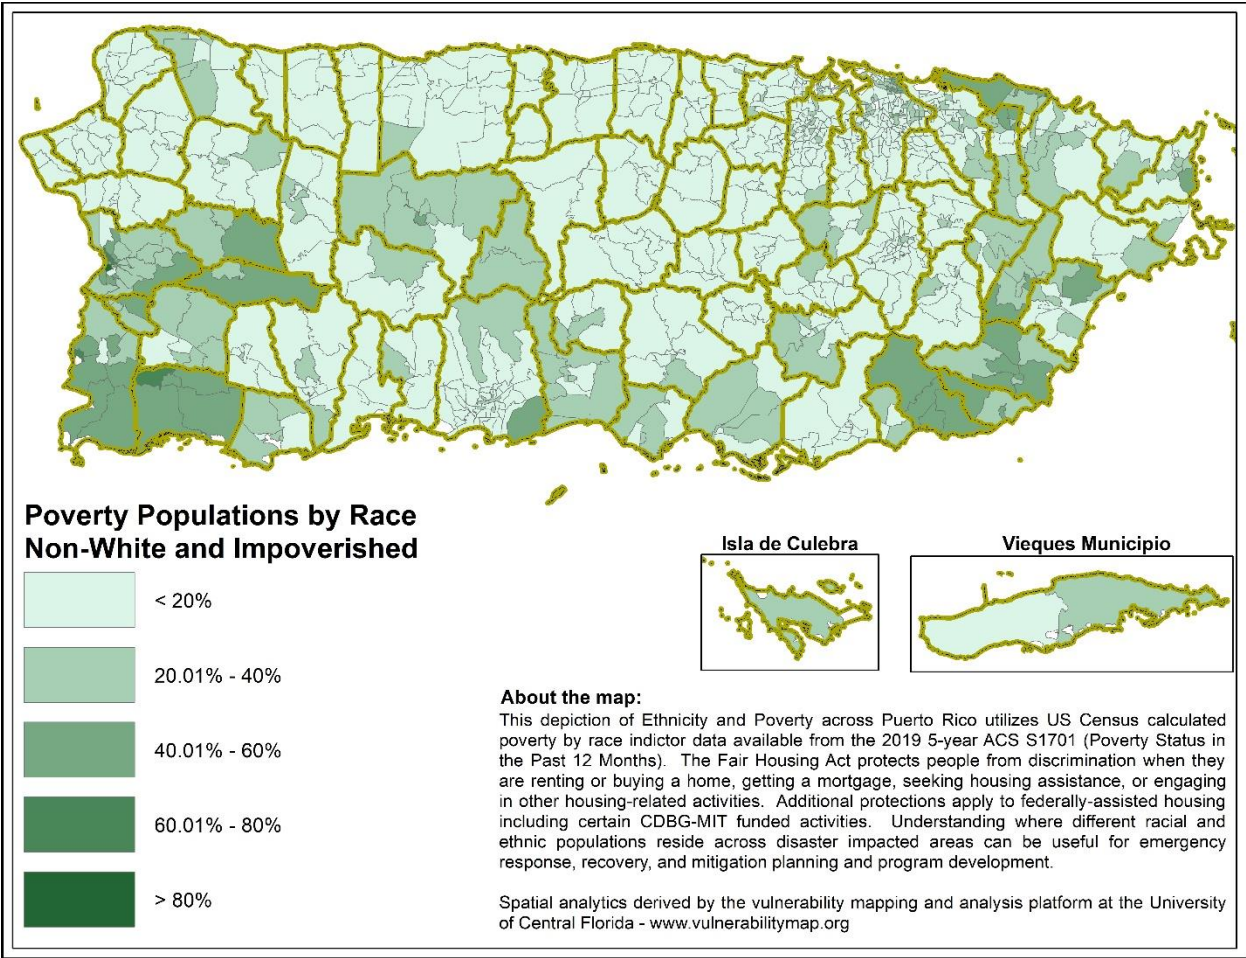 Poverty Populations by Race
Non-White and Impoverished
< 20%
20.01% - 40%
40.01% - 60%
60.01% - 80%
> 80%
Isla de Culebra
Vieques Municipio
About the map:
This depiction of Ethnicity and Poverty across Puerto Rico utilizes US Census calculated
poverty by race indictor data available from the 2019 5-year ACS S1701 (Poverty Status in
the Past 12 Months). The Fair Housing Act protects people from discrimination when they
are renting or buying a home, getting a mortgage, seeking housing assistance, or engaging
in other housing-related activities. Additional protections apply to federally-assisted housing
including certain CDBG-MIT funded activities. Understanding where different racial and
ethnic populations reside across disaster impacted areas can be useful for emergency
response, recovery, and mitigation planning and program development.
Spatial analytics derived by the vulnerability mapping and analysis platform at the University
of Central Florida - www.vulnerabilitymap.org